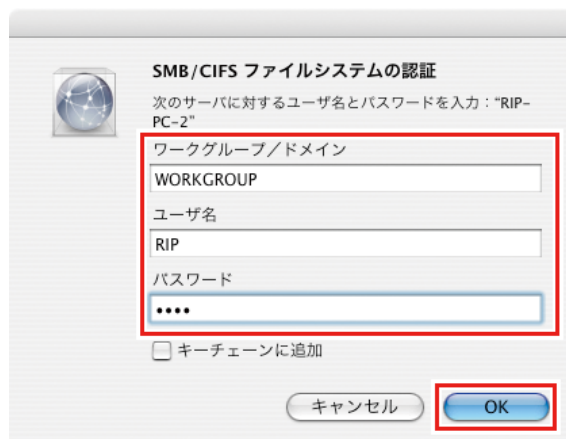 SMB/CIFS ファイルシステムの認証
次のサーバに対するユーザ名とパスワードを入力：“RIP-
PC-2”
ワークグループ／ドメイン
WORKGROUP
ユーザ名
RIP
パスワード
••••
キーチェーンに追加
キャンセル
OK